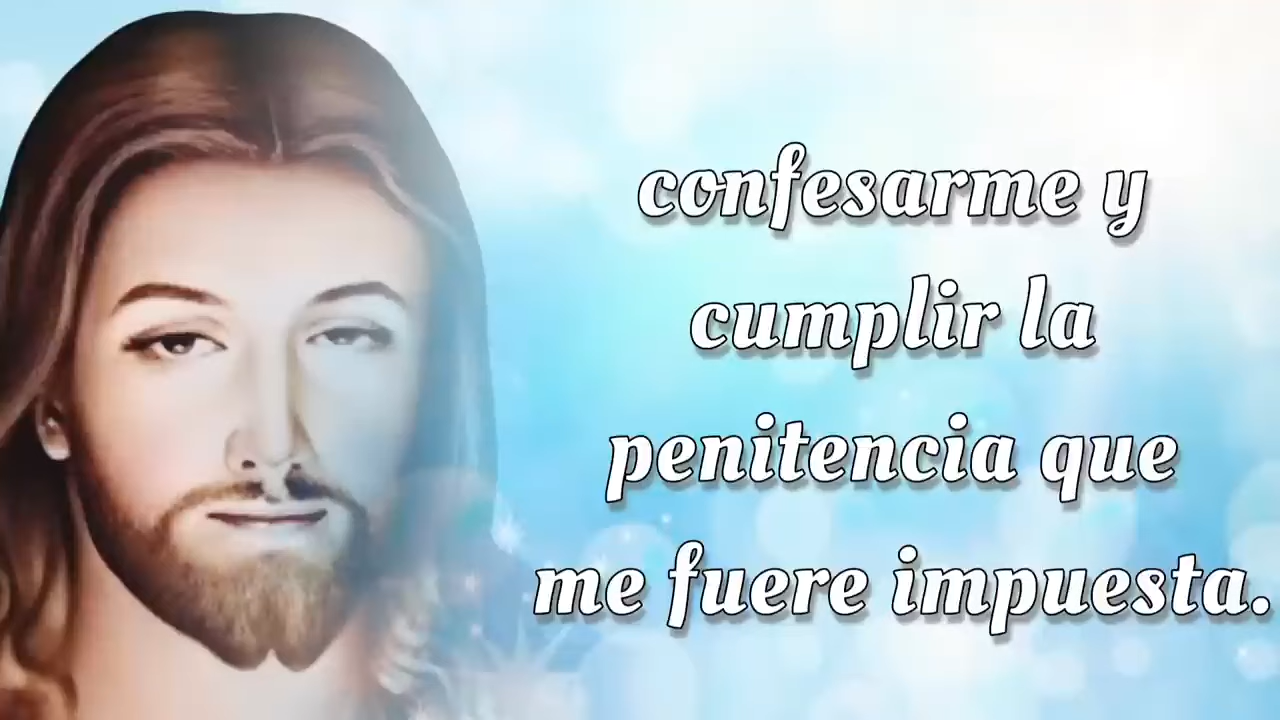 confesarme y
cumplir la
penitencia que
me fuere impuesta.